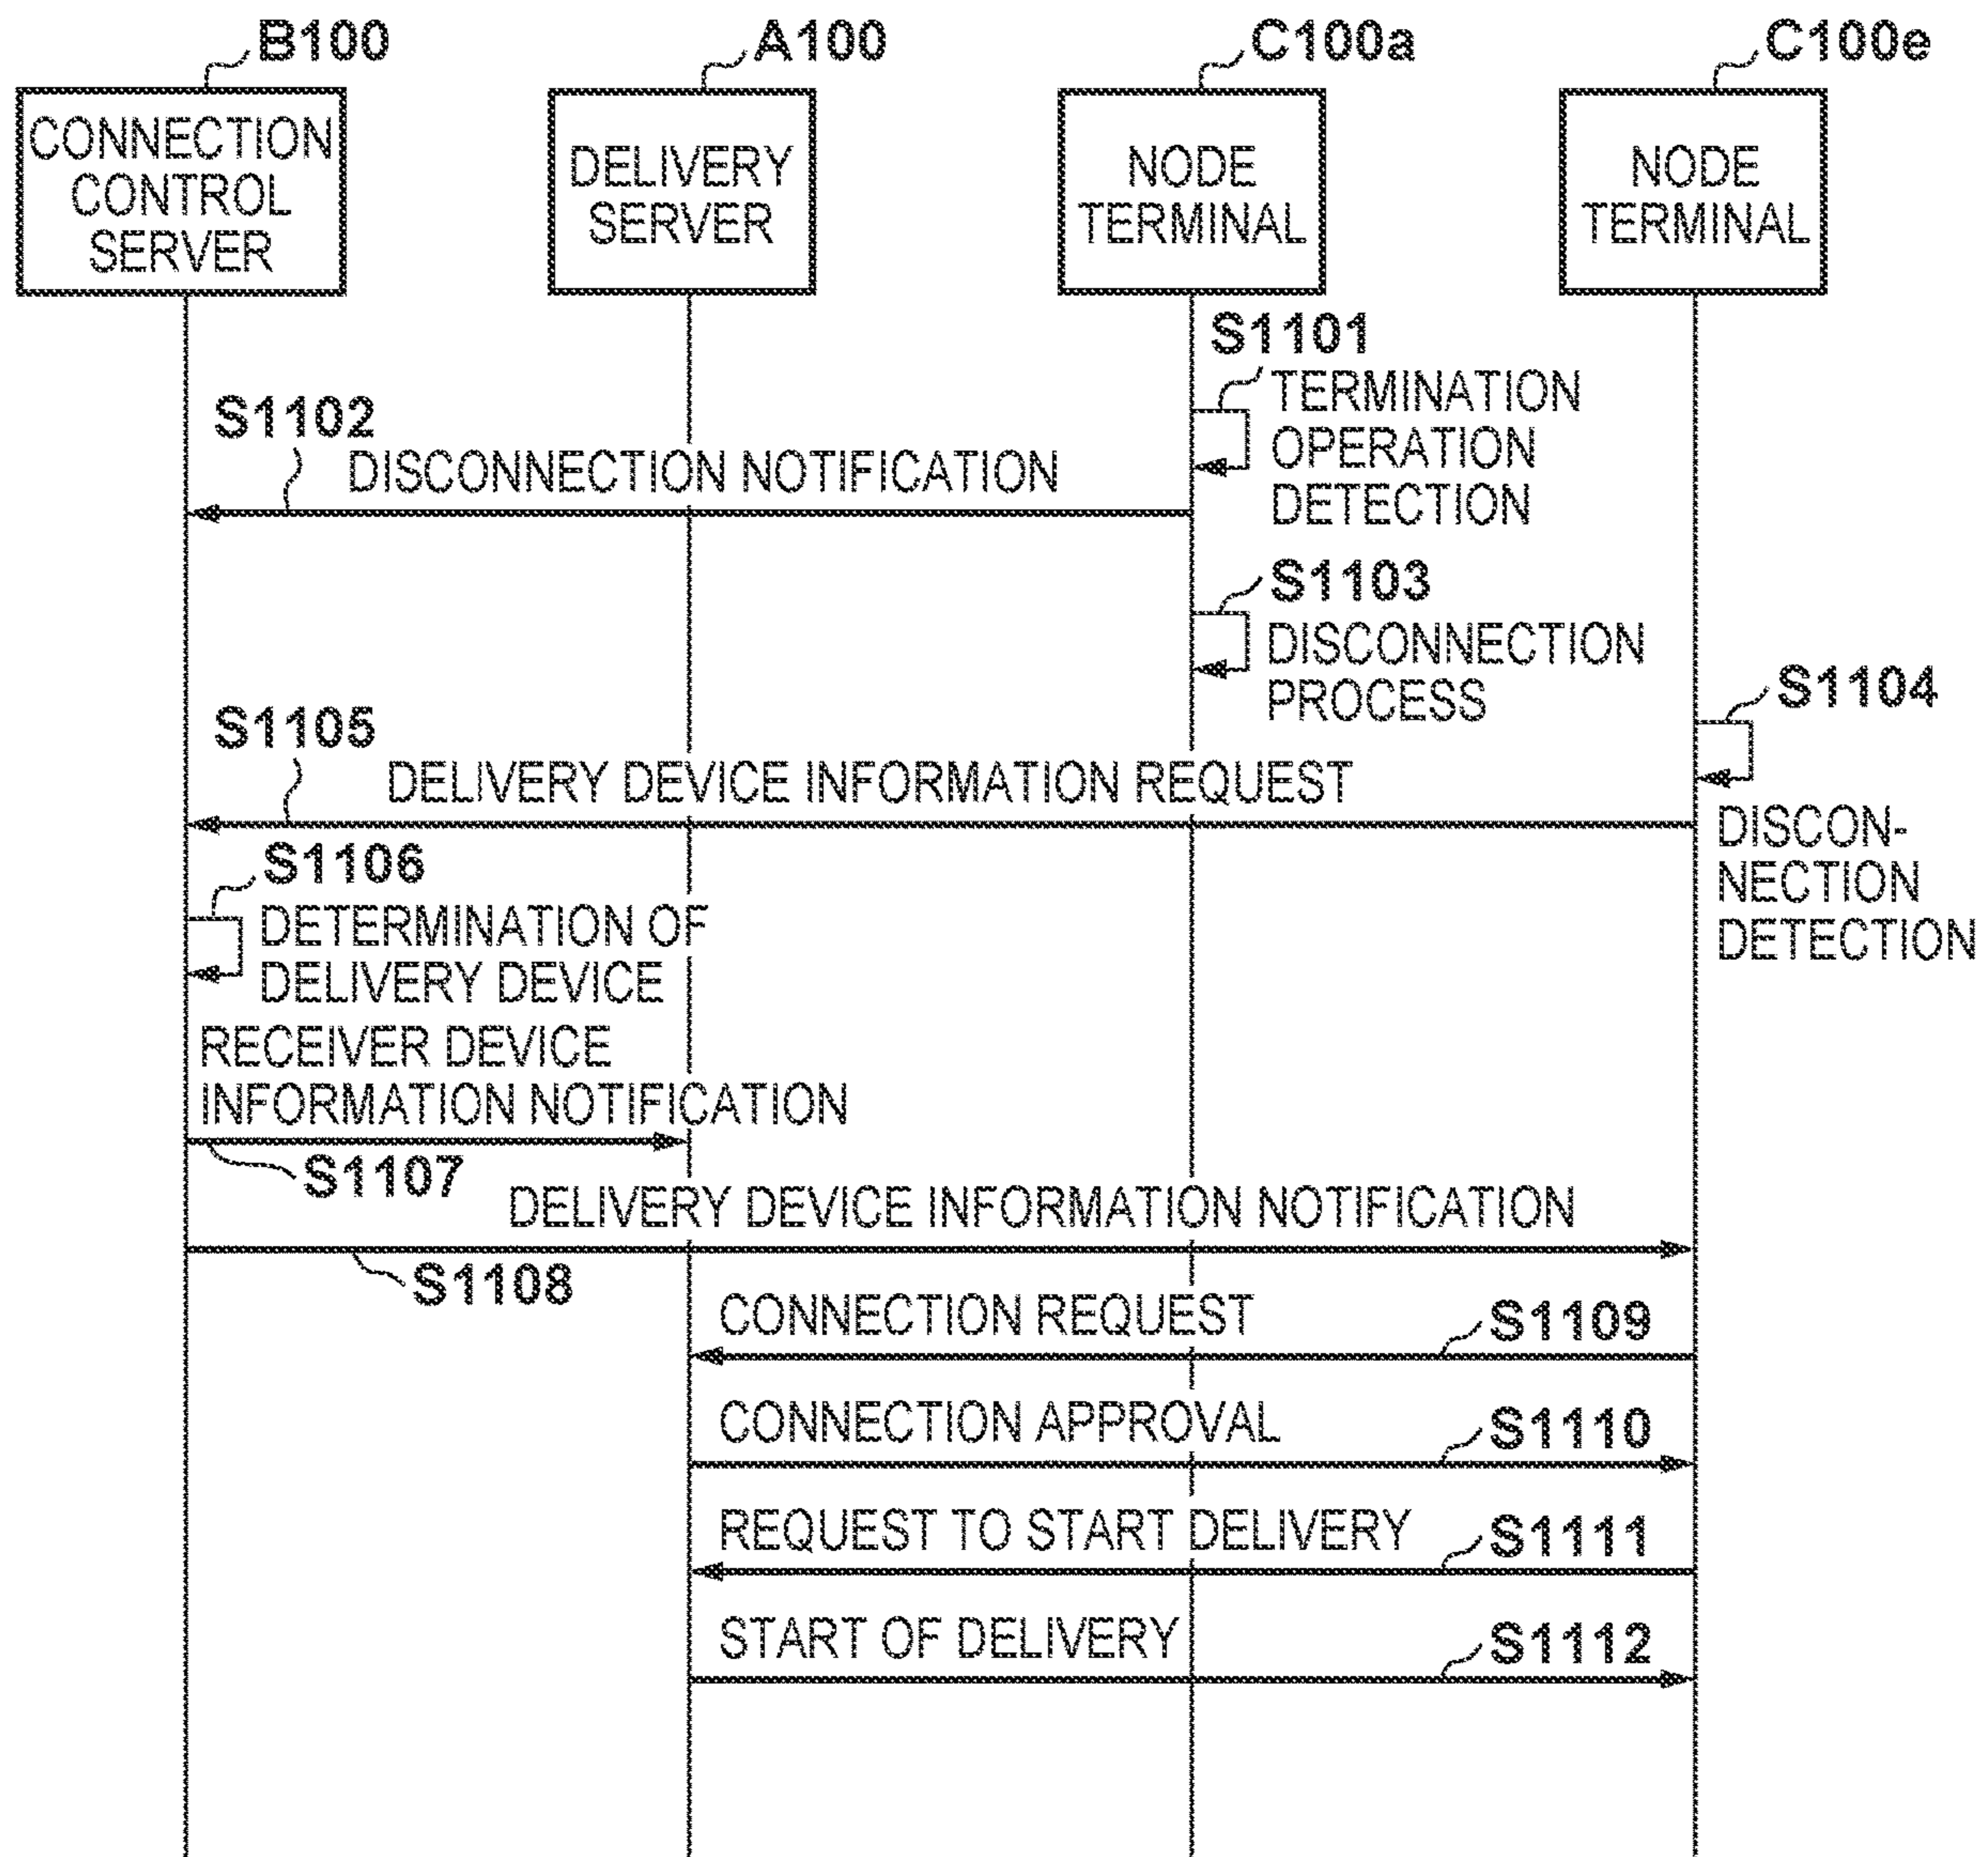 B100
A100
C100a
C100e
CONNECTION
CONTROL
SERVER
DELIVERY
SERVER
NODE
TERMINAL
NODE
TERMINAL
S1101
TERMINATION
OPERATION
DETECTION
S1102
DISCONNECTION NOTIFICATION
S1103
DISCONNECTION
PROCESS
S1104
DISCON-
NECTION
DETECTION
S1105
DELIVERY DEVICE INFORMATION REQUEST
S1106
DETERMINATION OF
DELIVERY DEVICE
RECEIVER DEVICE
INFORMATION NOTIFICATION
S1107
DELIVERY DEVICE INFORMATION NOTIFICATION
S1108
CONNECTION REQUEST
S1109
CONNECTION APPROVAL
S1110
REQUEST TO START DELIVERY
S1111
START OF DELIVERY
S1112